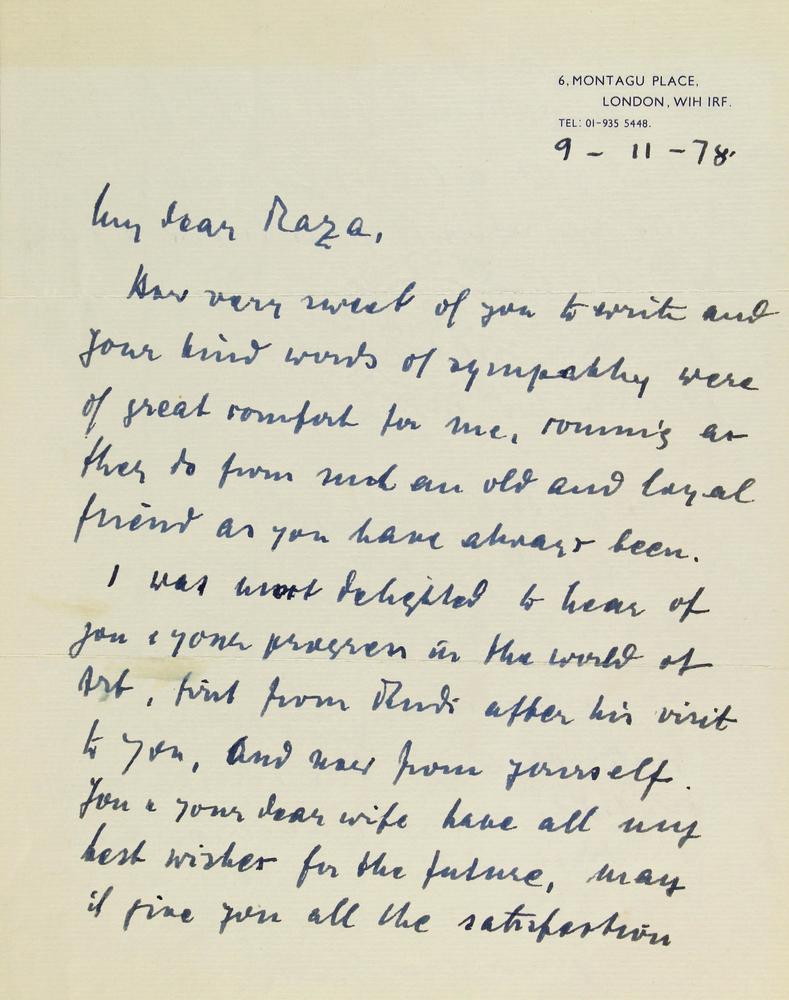 6, MONTAGU PLACE,
LONDON, W1H 1RF.
TEL: 01-935 5448.
9 - 11 - 78.
My dear Raza,
How very sweet of you to write and
your kind words of sympathy were
of great comfort for me, comming as
they do from such an old and loyal
friend as you have always been.
I was most delighted to hear of
you & your progress in the world of
Art, first from Rudi after his visit
to you, and now from yourself.
You & your dear wife have all my
best wishes for the future, may
it give you all the satisfaction